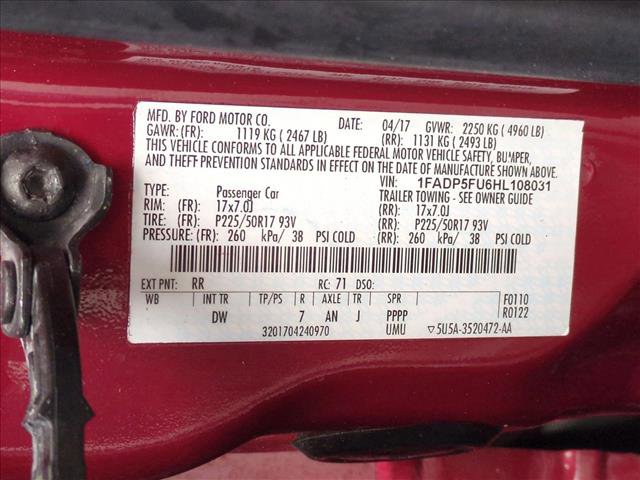 MFD. BY FORD MOTOR CO. DATE: 04/17 GVWR: 2250 KG ( 4960 LB)
GAWR: (FR): 1119 KG ( 2467 LB) (RR): 1131 KG ( 2493 LB)
THIS VEHICLE CONFORMS TO ALL APPLICABLE FEDERAL MOTOR VEHICLE SAFETY, BUMPER,
AND THEFT PREVENTION STANDARDS IN EFFECT ON THE DATE OF MANUFACTURE SHOWN ABOVE.
VIN: 1FADP5FU6HL108031
TYPE: Passenger Car TRAILER TOWING - SEE OWNER GUIDE
RIM: (FR): 17x7.0J (RR): 17x7.0J
TIRE: (FR): P225/50R17 93V (RR): P225/50R17 93V
PRESSURE: (FR): 260 kPa/ 38 PSI COLD (RR): 260 kPa/ 38 PSI COLD
EXT PNT: RR RC: 71 DSO:
WB INT TR TP/PS R AXLE TR SPR F0110
DW 7 AN J PPPP R0122
3201704240970 UMU ▽5U5A-3520472-AA